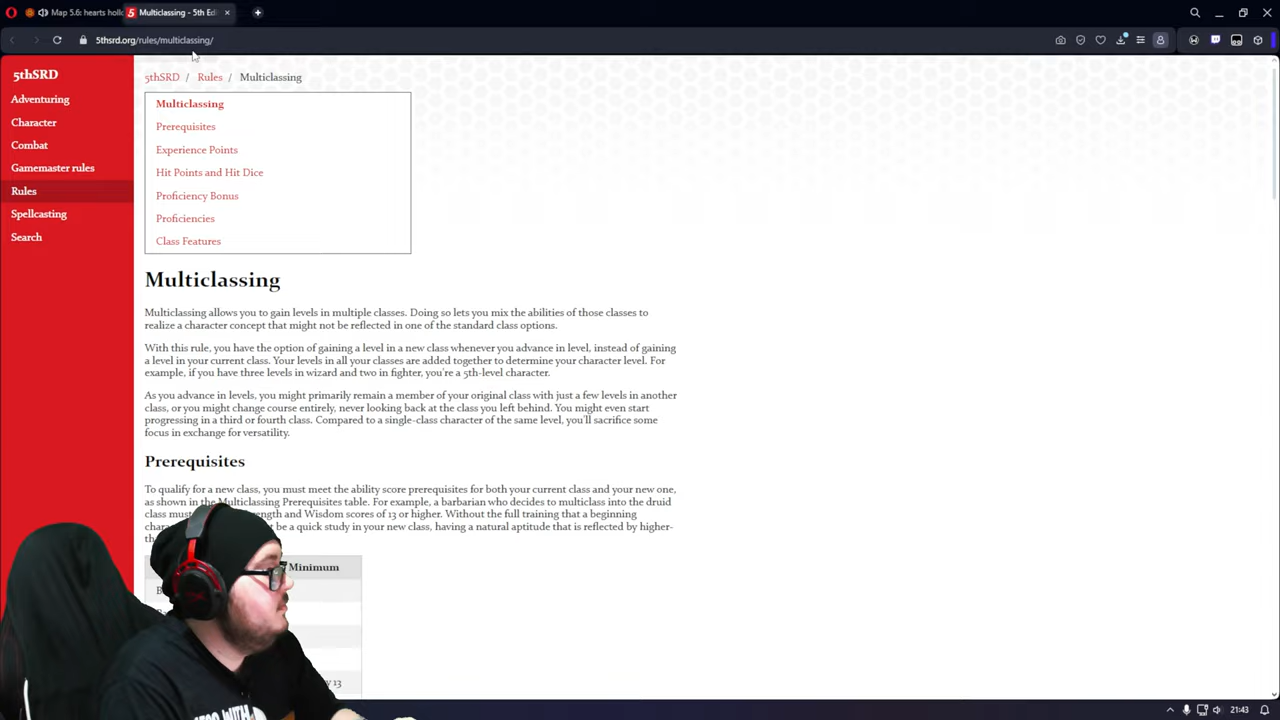 Map 5.6: hearts hollo
Multiclassing - 5th Edi
5thsrd.org/rules/multiclassing/
5thSRD
Adventuring
Character
Combat
Gamemaster rules
Rules
Spellcasting
Search
5thSRD / Rules / Multiclassing
Multiclassing
Prerequisites
Experience Points
Hit Points and Hit Dice
Proficiency Bonus
Proficiencies
Class Features
Multiclassing
Multiclassing allows you to gain levels in multiple classes. Doing so lets you mix the abilities of those classes to
realize a character concept that might not be reflected in one of the standard class options.
With this rule, you have the option of gaining a level in a new class whenever you advance in level, instead of gaining
a level in your current class. Your levels in all your classes are added together to determine your character level. For
example, if you have three levels in wizard and two in fighter, you're a 5th-level character.
As you advance in levels, you might primarily remain a member of your original class with just a few levels in another
class, or you might change course entirely, never looking back at the class you left behind. You might even start
progressing in a third or fourth class. Compared to a single-class character of the same level, you'll sacrifice some
focus in exchange for versatility.
Prerequisites
To qualify for a new class, you must meet the ability score prerequisites for both your current class and your new one,
as shown in the Multiclassing Prerequisites table. For example, a barbarian who decides to multiclass into the druid
class must ength and Wisdom scores of 13 or higher. Without the full training that a beginning
be a quick study in your new class, having a natural aptitude that is reflected by higher-
Minimum
13
21:43